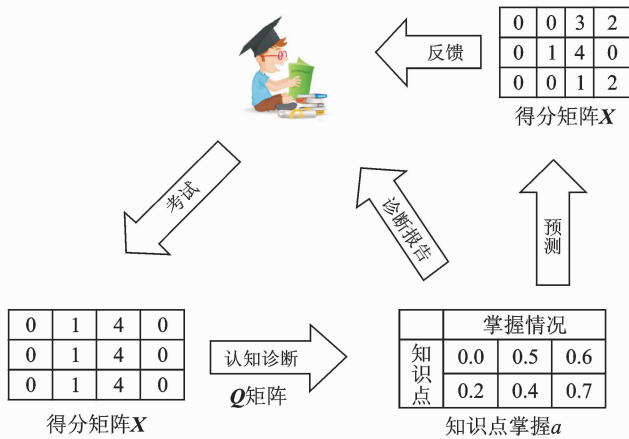 0 0 3 2
反馈
0 1 4 0
0 0 1 2
得分矩阵X
考试
诊断报告
预测
0 1 4 0
0 1 4 0
0 1 4 0
得分矩阵X
认知诊断
Q矩阵
掌握情况
知识点
0.0 0.5 0.6
0.2 0.4 0.7
知识点掌握a